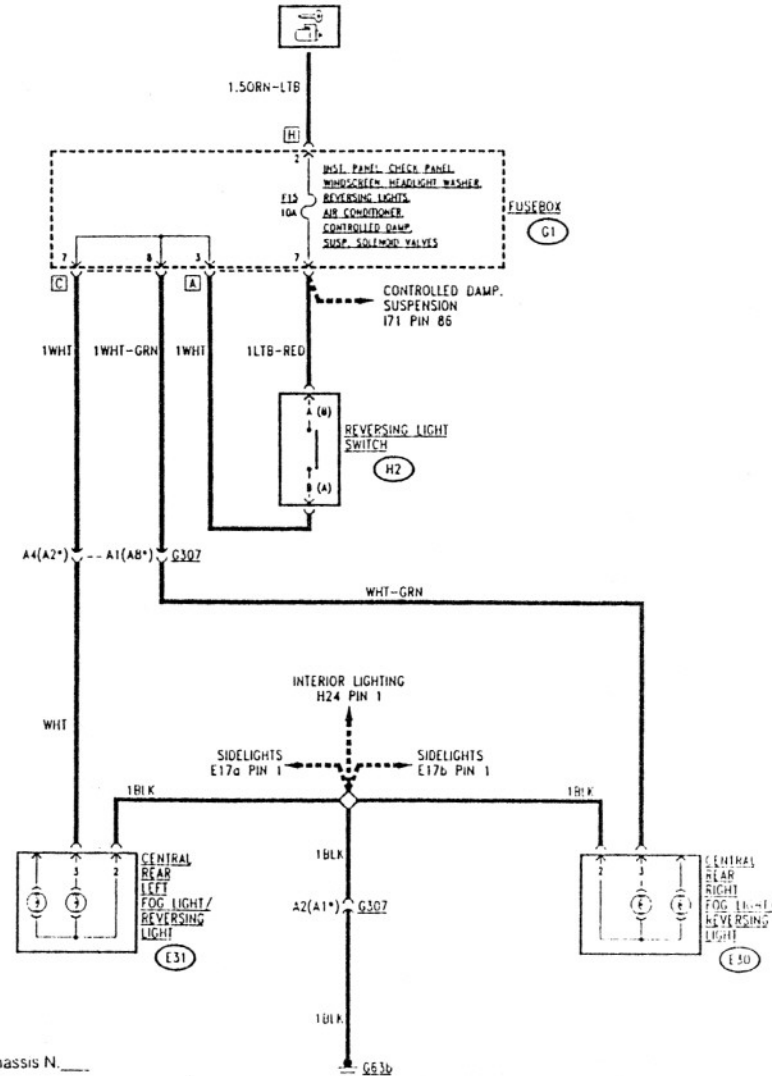 1.5ORN-LTB
H
2
INST. PANEL, CHECK PANEL,
WINDSCREEN, HEADLIGHT WASHER,
F15 REVERSING LIGHTS,
10A AIR CONDITIONER,
CONTROLLED DAMP.
SUSP. SOLENOID VALVES
FUSEBOX
G1
7 8 3 7
C A
CONTROLLED DAMP.
SUSPENSION
I71 PIN 86
1WHT 1WHT-GRN 1WHT 1LTB-RED
A (B)
REVERSING LIGHT
SWITCH
H2
B (A)
A4(A2*) -- A1(A8*) G307
WHT-GRN
INTERIOR LIGHTING
H24 PIN 1
WHT
SIDELIGHTS
E17a PIN 1
SIDELIGHTS
E17b PIN 1
1BLK 1BLK
3 2
CENTRAL
REAR
LEFT
FOG LIGHT/
REVERSING
LIGHT
E31
1BLK
A2(A1*) G307
2 3
CENTRAL
REAR
RIGHT
FOG LIGHT/
REVERSING
LIGHT
E30
1BLK
G63b
hassis N.___